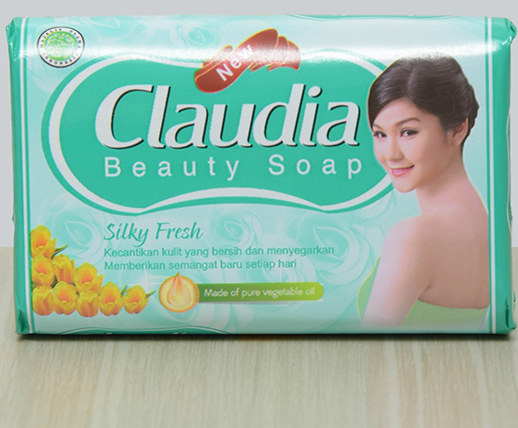 New
Claudia
Beauty Soap
Silky Fresh
Kecantikan kulit yang bersih dan menyegarkan
Memberikan semangat baru setiap hari
Made of pure vegetable oil